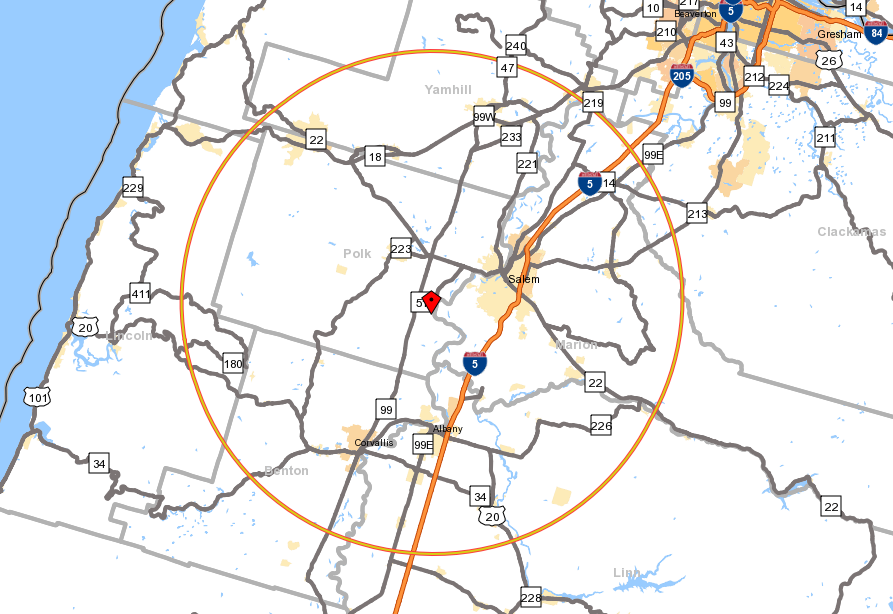 10
217
5
14
Beaverton
Gresham
84
210
43
240
26
47
205
212
224
Yamhill
219
99
99W
233
211
22
18
221
99E
5
14
229
213
Clackamas
223
Polk
Salem
411
20
Lincoln
Marion
180
5
22
101
99
226
Albany
Corvallis
99E
34
Benton
34
22
20
Linn
228